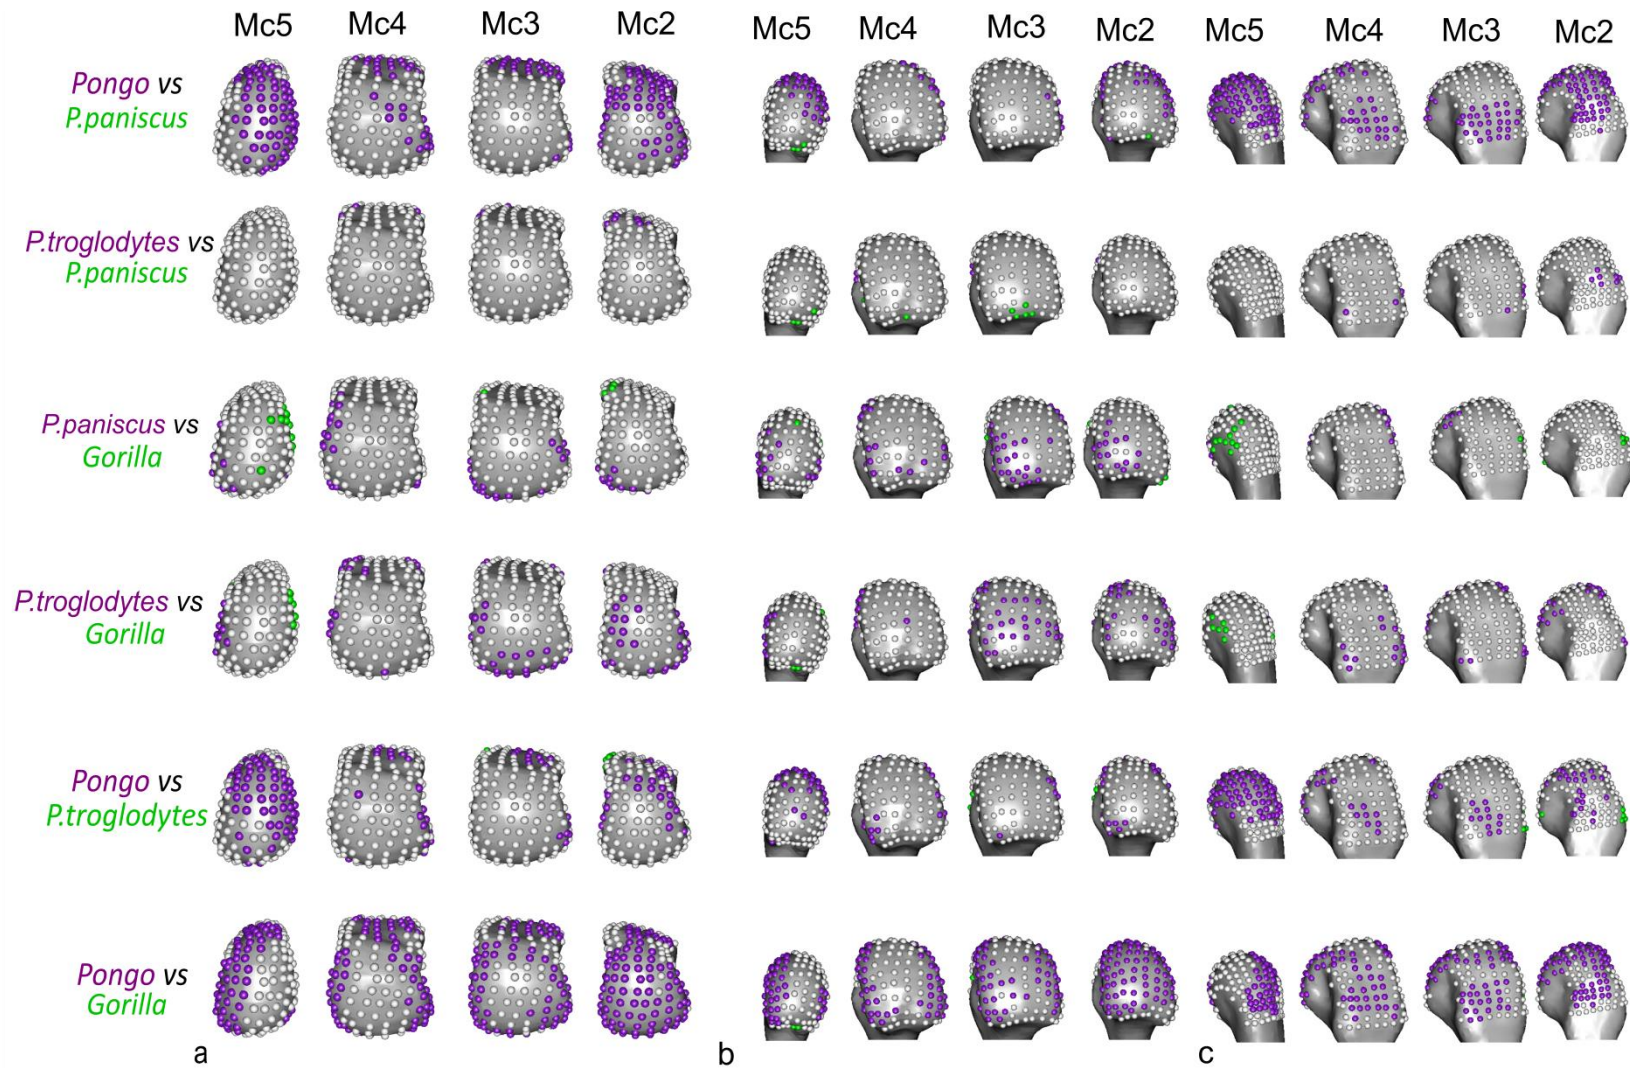 Mc5 Mc4 Mc3 Mc2 Mc5 Mc4 Mc3 Mc2 Mc5 Mc4 Mc3 Mc2
Pongo vs
P.paniscus
P.troglodytes vs
P.paniscus
P.paniscus vs
Gorilla
P.troglodytes vs
Gorilla
Pongo vs
P.troglodytes
Pongo vs
Gorilla
a b c